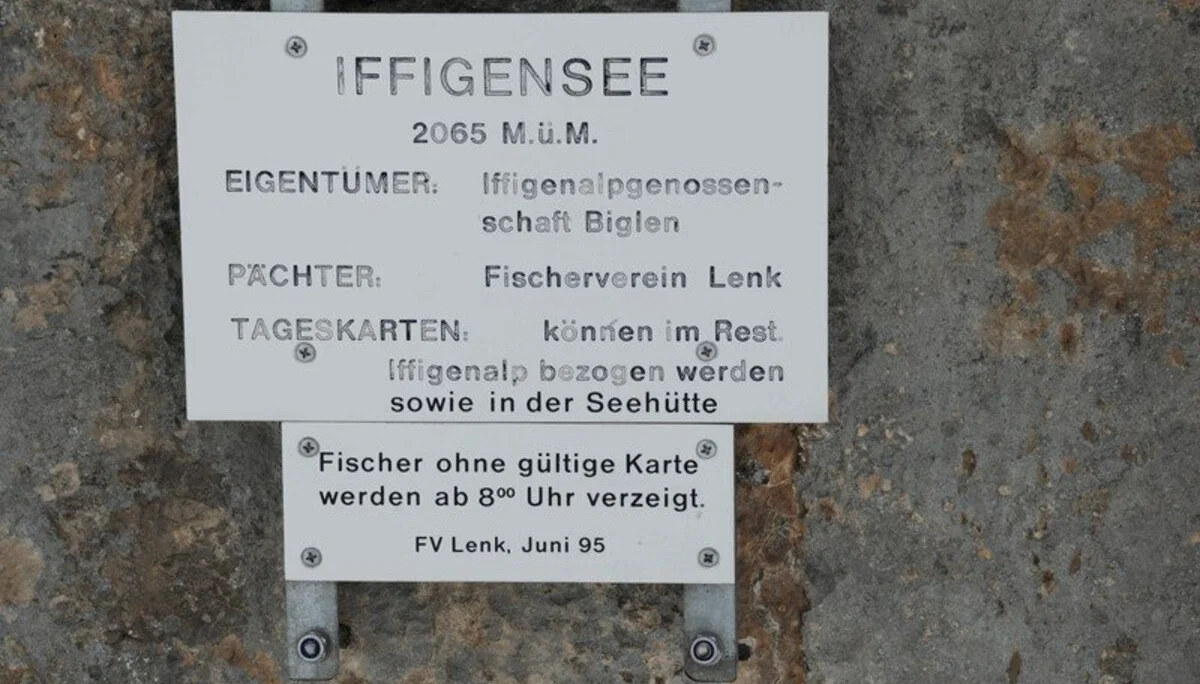 IFFIGENSEE
2065 M.ü.M.
EIGENTÜMER: Iffigenalpgenossen-
schaft Biglen
PÄCHTER: Fischerverein Lenk
TAGESKARTEN: können im Rest.
Iffigenalp bezogen werden
sowie in der Seehütte
Fischer ohne gültige Karte
werden ab 8⁰⁰ Uhr verzeigt.
FV Lenk, Juni 95